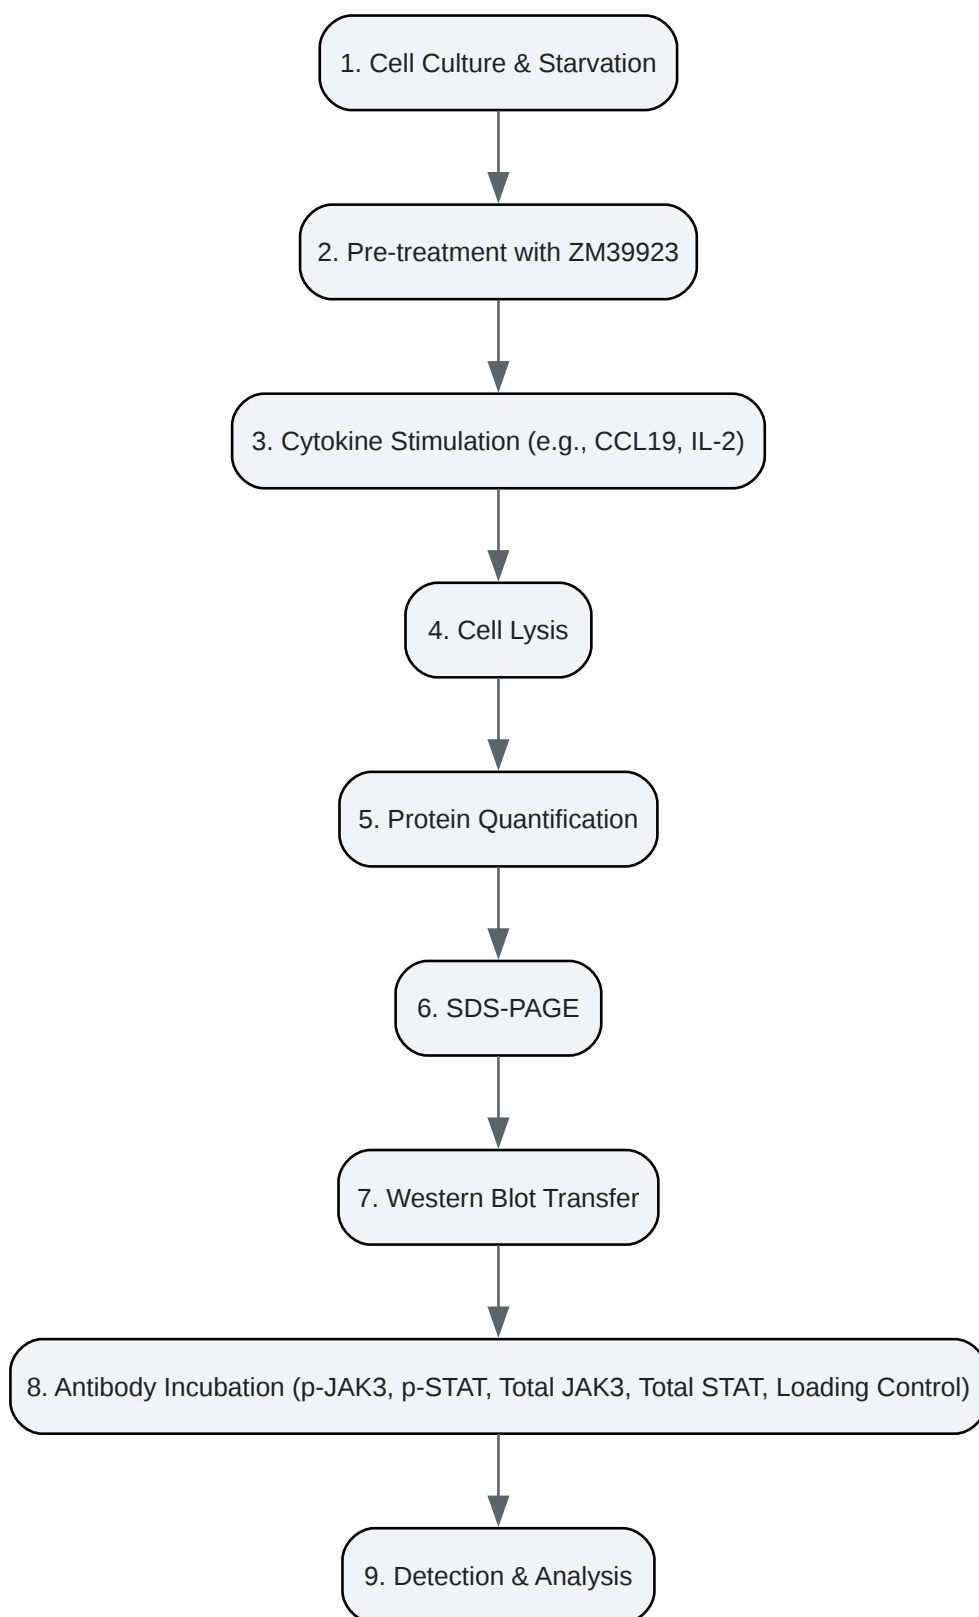 1. Cell Culture & Starvation
2. Pre-treatment with ZM39923
3. Cytokine Stimulation (e.g., CCL19, IL-2)
4. Cell Lysis
5. Protein Quantification
6. SDS-PAGE
7. Western Blot Transfer
8. Antibody Incubation (p-JAK3, p-STAT, Total JAK3, Total STAT, Loading Control)
9. Detection & Analysis